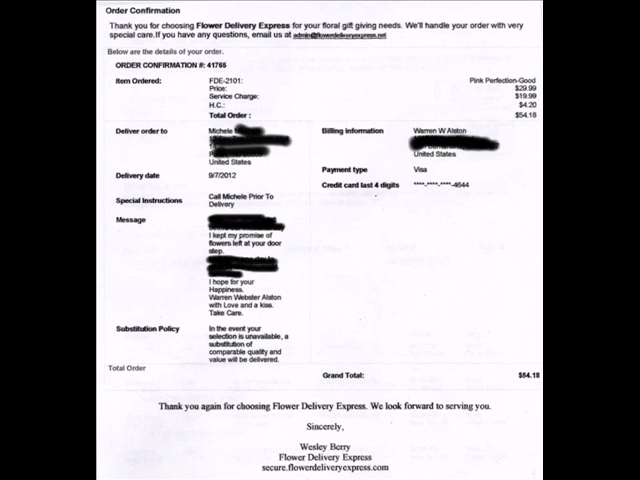 Order Confirmation
Thank you for choosing Flower Delivery Express for your floral gift giving needs. We'll handle your order with very
special care.If you have any questions, email us at admin@flowerdeliveryexpress.net
Below are the details of your order.
ORDER CONFIRMATION #: 41765
Item Ordered: FDE-2101: Pink Perfection-Good
Price: $29.99
Service Charge: $19.99
H.C.: $4.20
Total Order : $54.18
Deliver order to Michele Billing information Warren W Alston
United States United States
Payment type Visa
Delivery date 9/7/2012
Credit card last 4 digits ****-****-****-4644
Special Instructions Call Michele Prior To
Delivery
Message
I kept my promise of
flowers left at your door
step.
I hope for your
Happiness.
Warren Webster Alston
with Love and a kiss.
Take Care.
Substitution Policy In the event your
selection is unavailable, a
substitution of
comparable quality and
value will be delivered.
Total Order
Grand Total: $54.18
Thank you again for choosing Flower Delivery Express. We look forward to serving you.
Sincerely,
Wesley Berry
Flower Delivery Express
secure.flowerdeliveryexpress.com